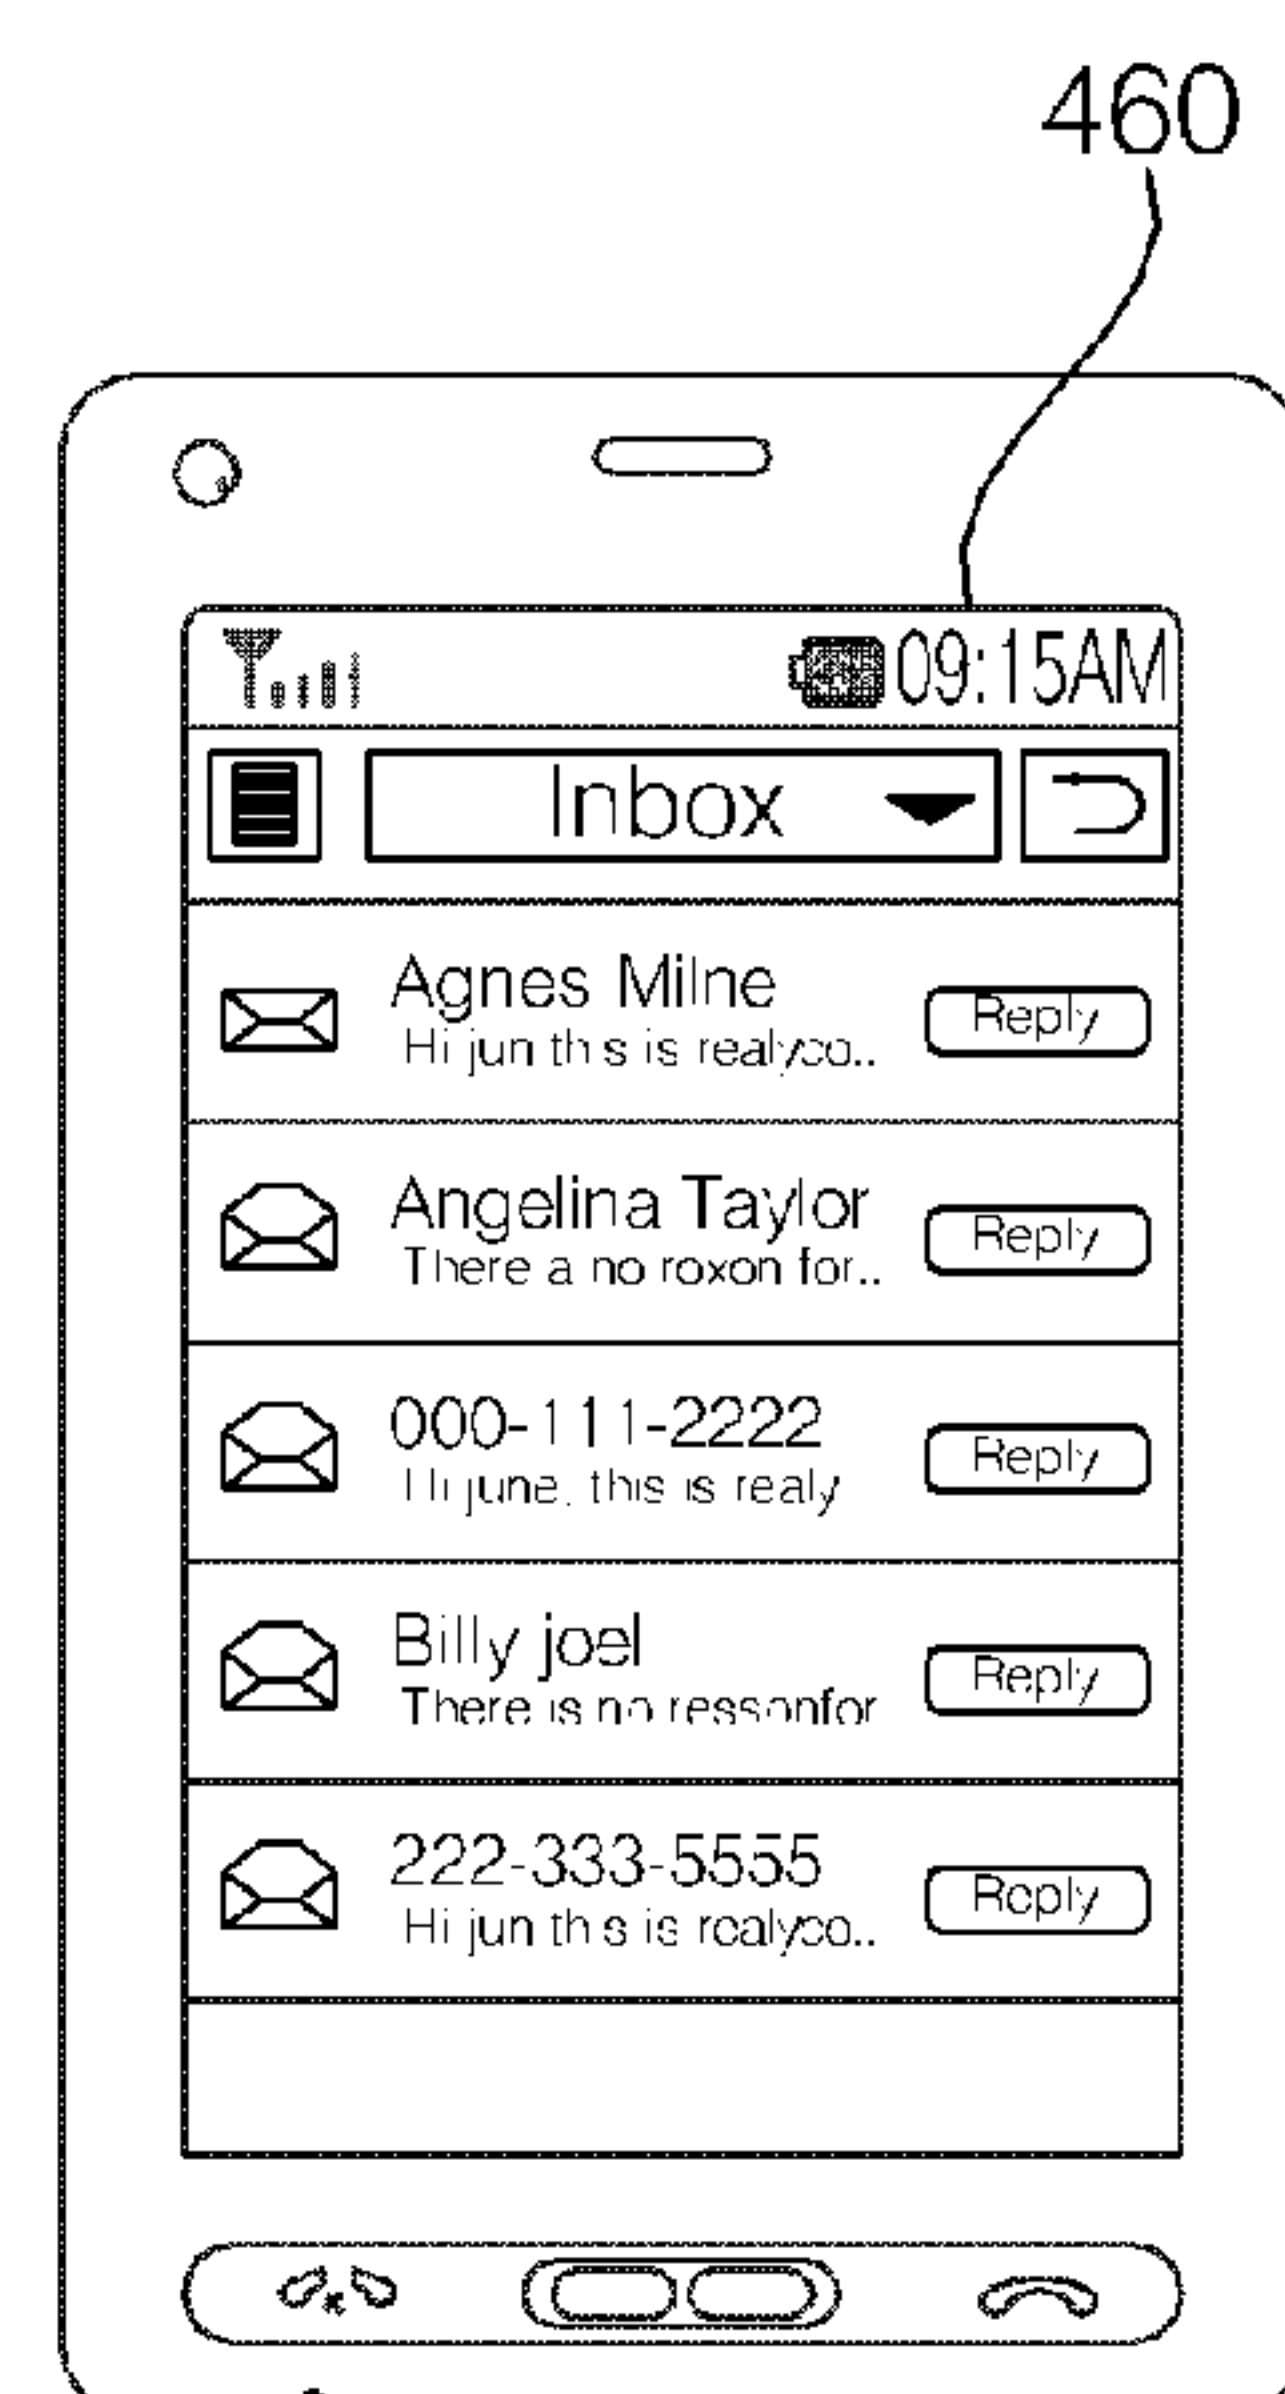 460
09:15AM
Inbox
Agnes Milne
Hi jun this is realyco..
Reply
Angelina Taylor
There a no roxon for..
Reply
000-111-2222
Hi june, this is realy
Reply
Billy joel
There is no ressonfor
Reply
222-333-5555
Hi jun this is realyco..
Reply